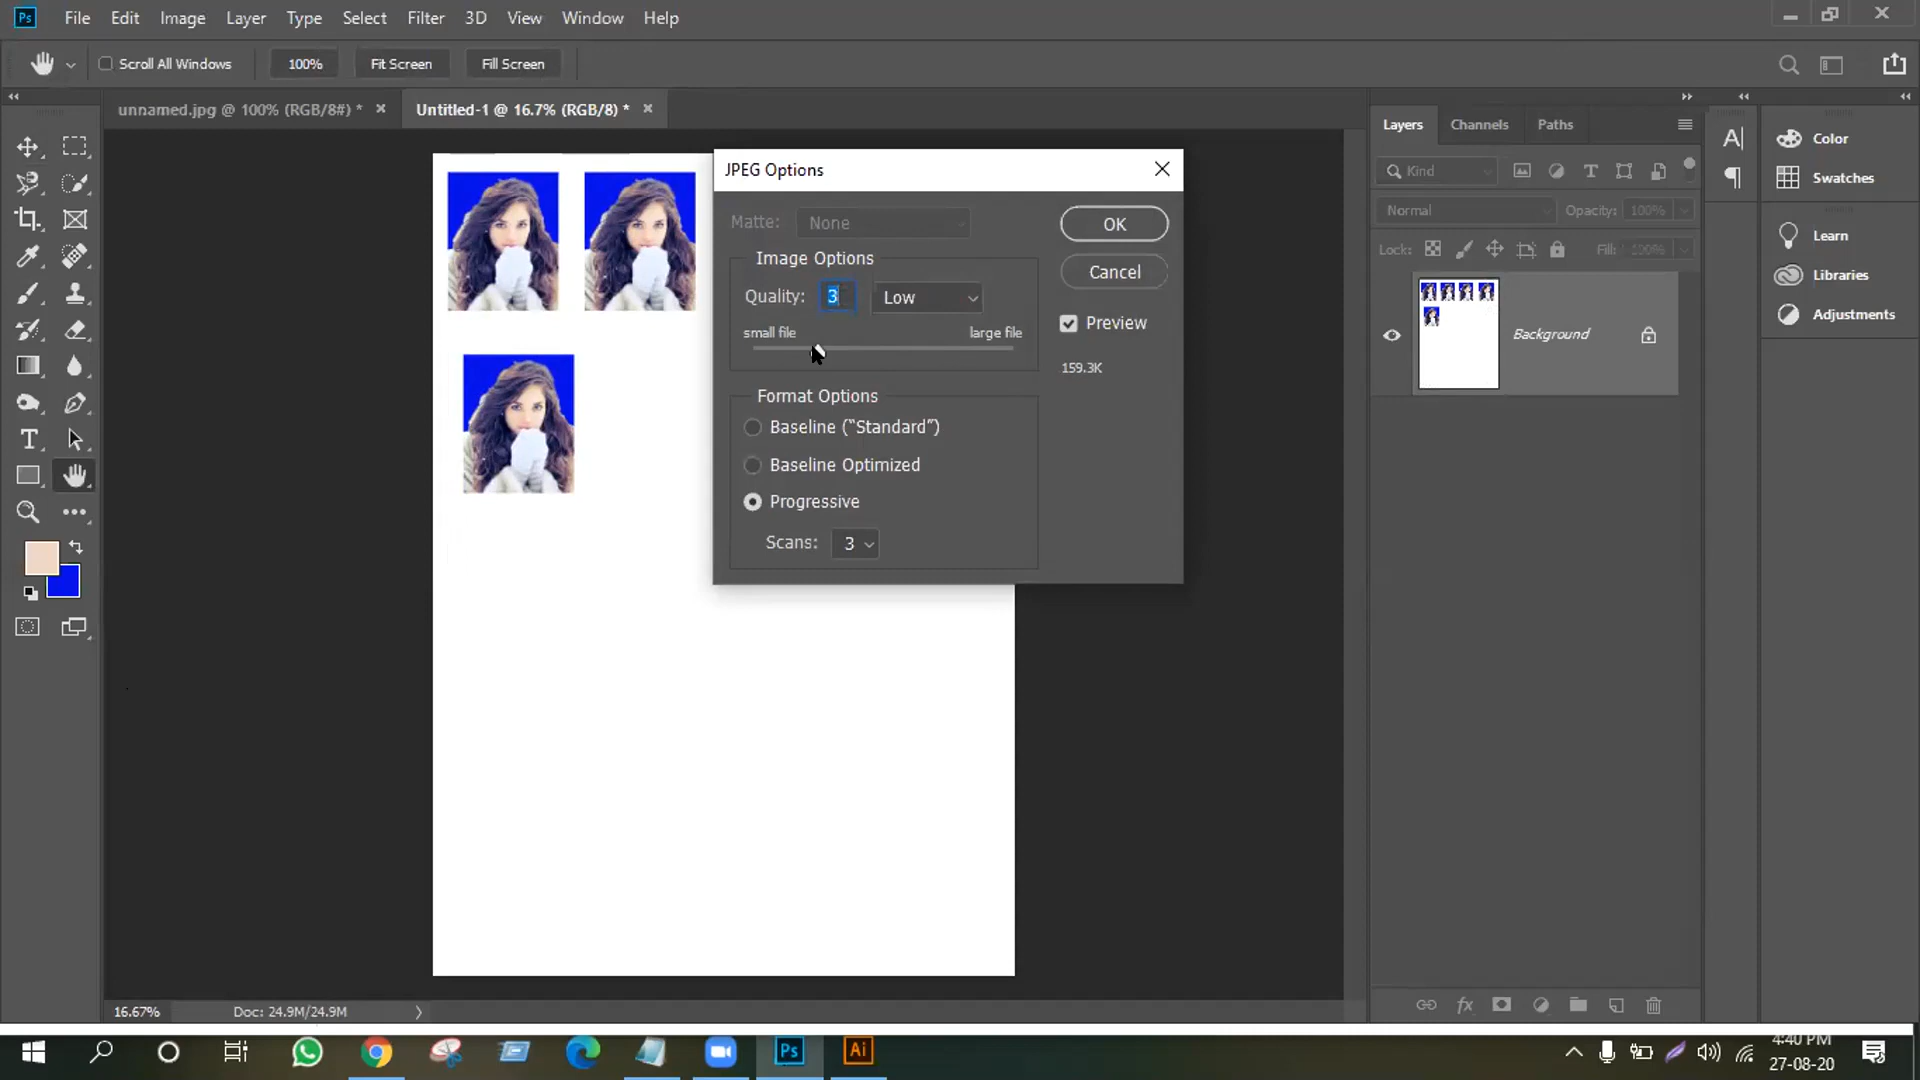 Ps File Edit Image Layer Type Select Filter 3D View Window Help
Scroll All Windows 100% Fit Screen Fill Screen
unnamed.jpg @ 100% (RGB/8#) *
Untitled-1 @ 16.7% (RGB/8) *
JPEG Options
Matte: None
OK
Image Options
Cancel
Quality: 3 Low
Preview
small file large file
159.3K
Format Options
Baseline (“Standard”)
Baseline Optimized
Progressive
Scans: 3
Layers Channels Paths
Kind
Normal Opacity: 100%
Lock: Fill: 100%
Background
Color
Swatches
Learn
Libraries
Adjustments
16.67% Doc: 24.9M/24.9M
Ps Ai
4:40 PM
27-08-20